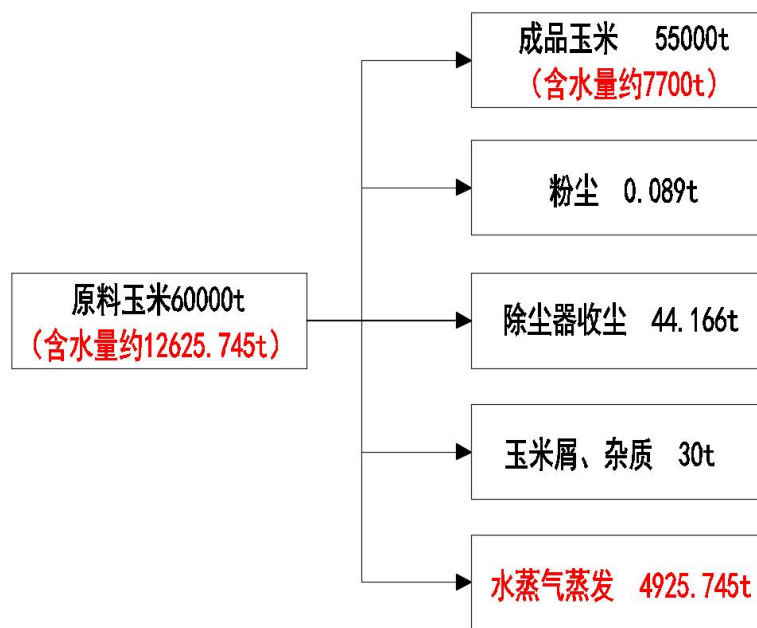 成品玉米 55000t
（含水量约7700t）
粉尘 0.089t
原料玉米60000t
（含水量约12625.745t）
除尘器收尘 44.166t
玉米屑、杂质 30t
水蒸气蒸发 4925.745t